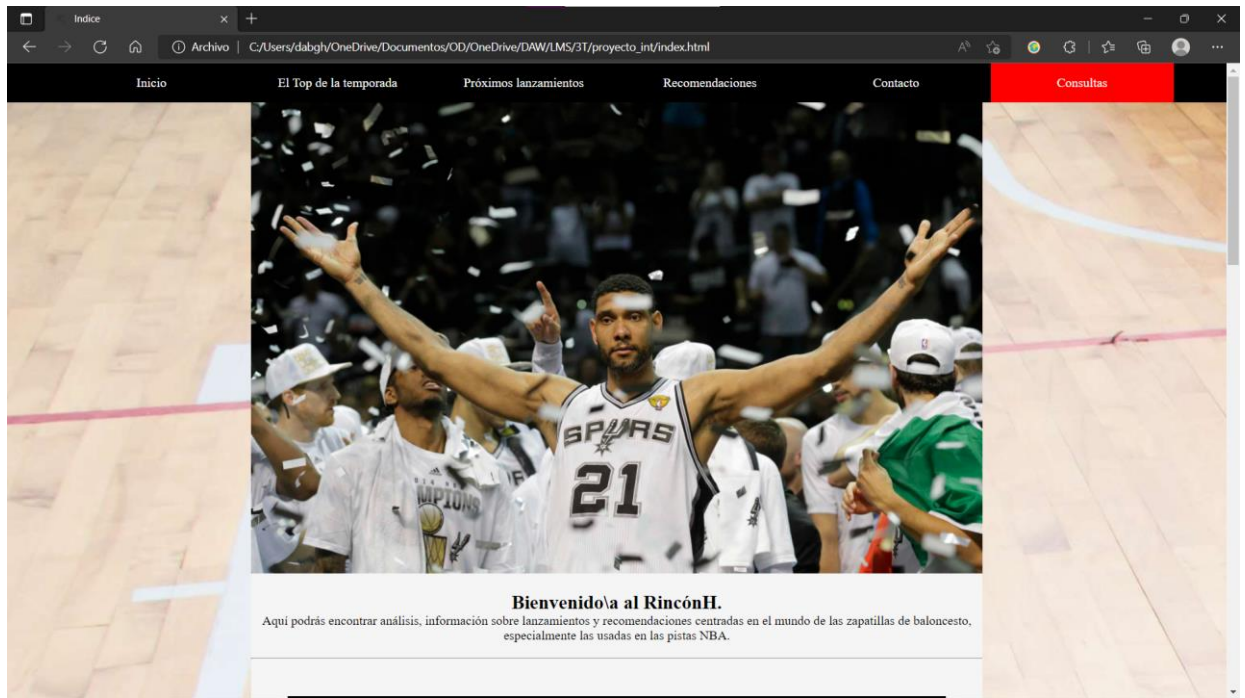 Indice
Archivo
C:/Users/dabgh/OneDrive/Documentos/OD/OneDrive/DAW/LMS/3T/proyecto_int/index.html
Inicio
El Top de la temporada
Próximos lanzamientos
Recomendaciones
Contacto
Consultas
SPURS
21
Bienvenido\a al RincónH.
Aquí podrás encontrar análisis, información sobre lanzamientos y recomendaciones centradas en el mundo de las zapatillas de baloncesto,
especialmente las usadas en las pistas NBA.